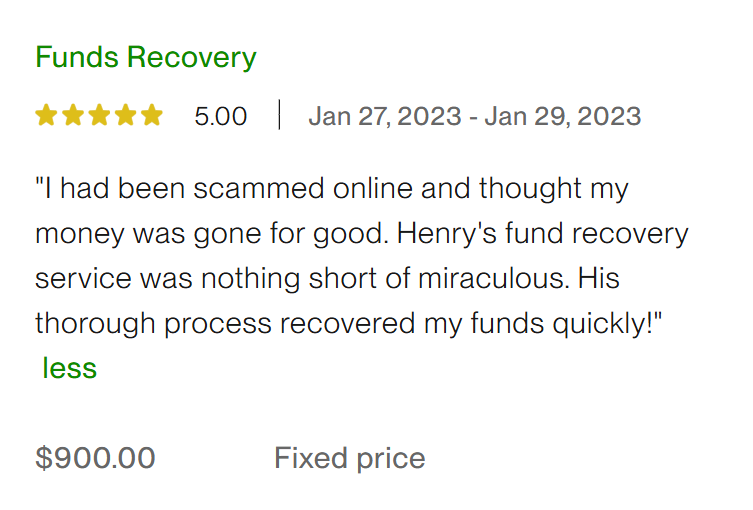 Funds Recovery
5.00 | Jan 27, 2023 - Jan 29, 2023
"I had been scammed online and thought my
money was gone for good. Henry's fund recovery
service was nothing short of miraculous. His
thorough process recovered my funds quickly!"
less
$900.00 Fixed price